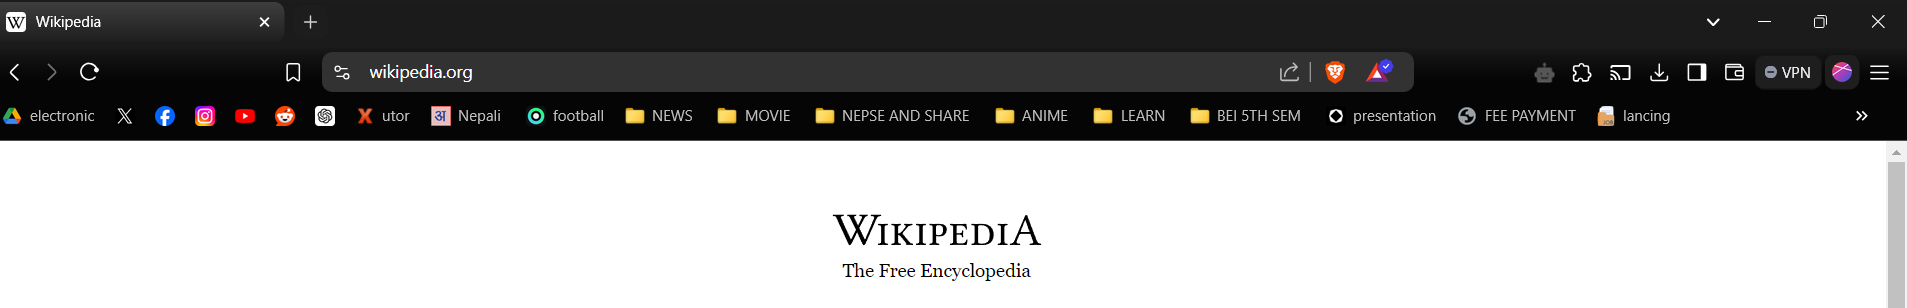 Wikipedia
wikipedia.org
VPN
electronic utor अ Nepali football NEWS MOVIE NEPSE AND SHARE ANIME LEARN BEI 5TH SEM presentation FEE PAYMENT lancing
WIKIPEDIA
The Free Encyclopedia